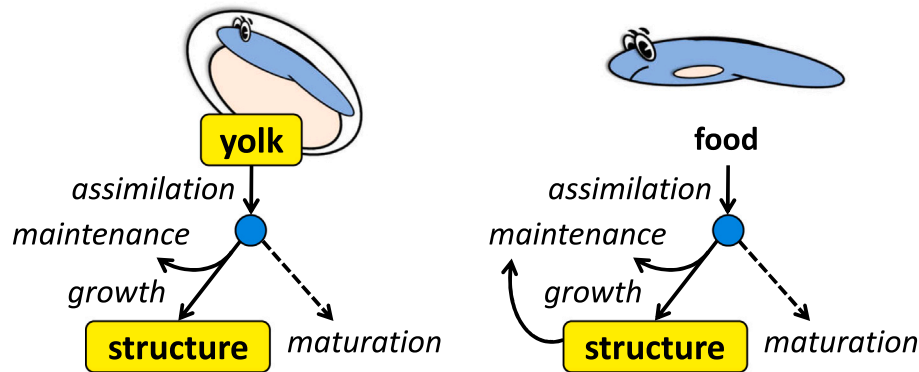 yolk
assimilation
maintenance
growth
structure
maturation
food
assimilation
maintenance
growth
structure
maturation